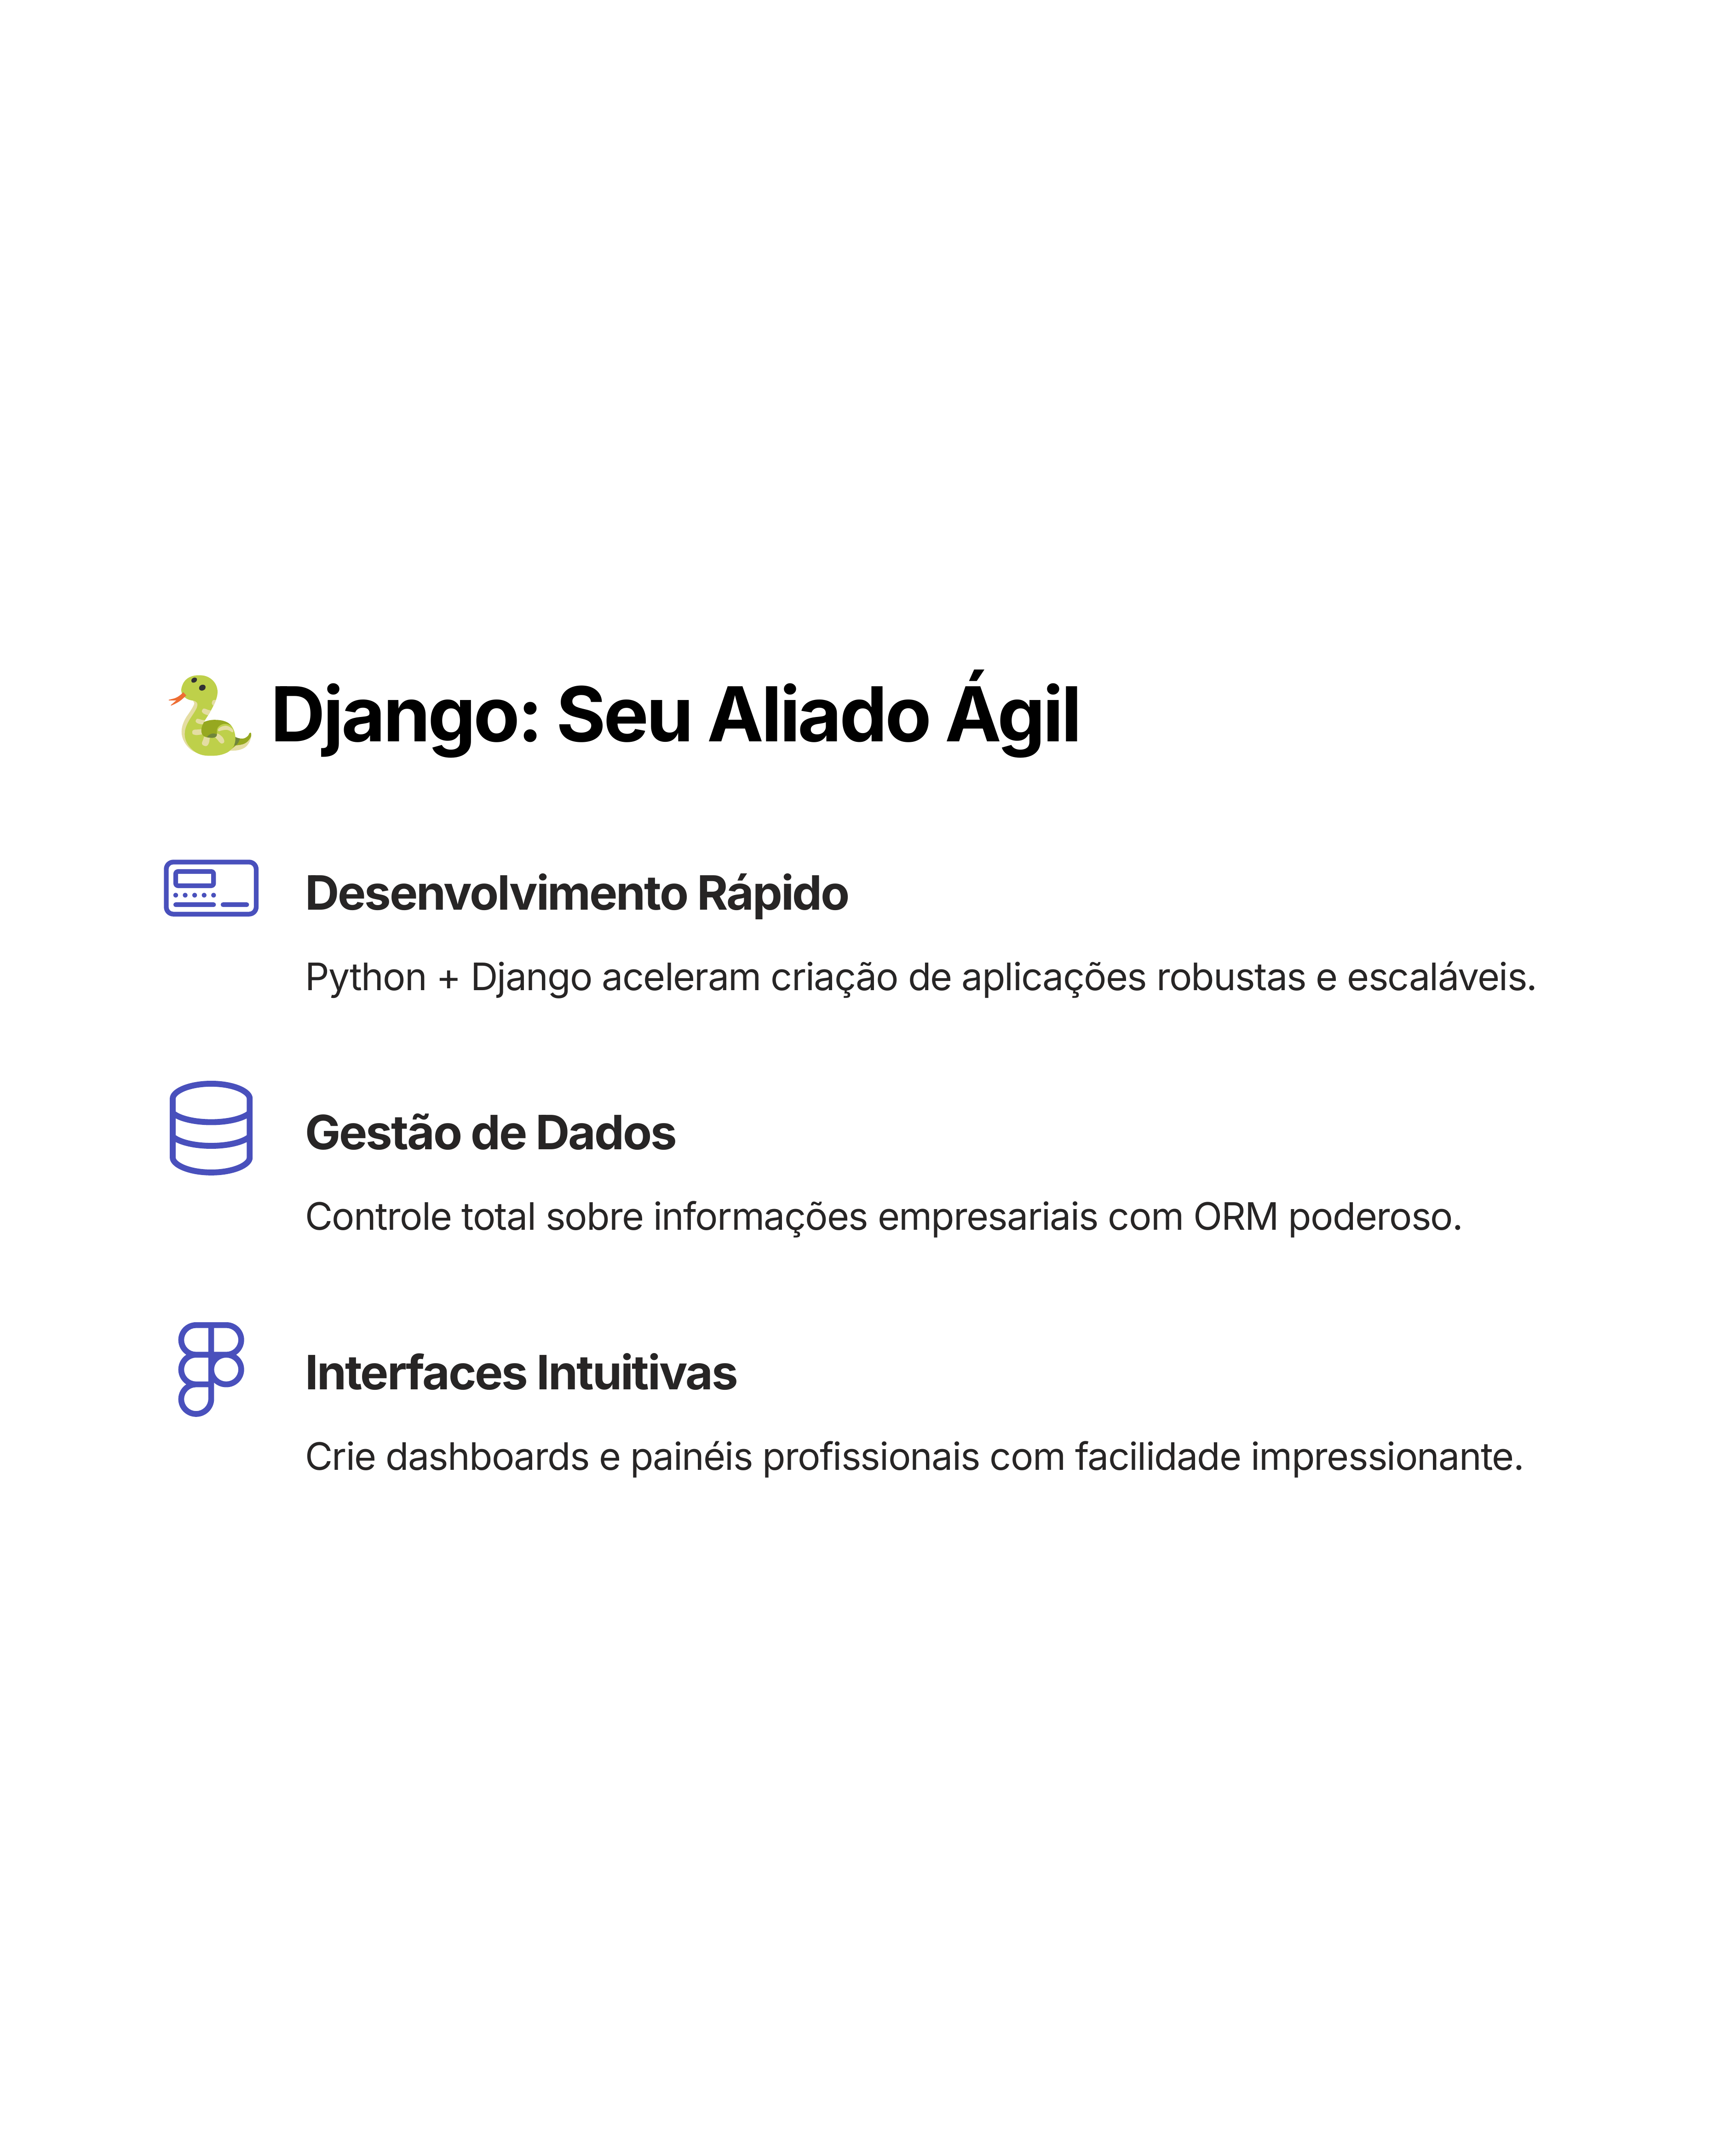 🐍 Django: Seu Aliado Ágil
Desenvolvimento Rápido
Python + Django aceleram criação de aplicações robustas e escaláveis.
Gestão de Dados
Controle total sobre informações empresariais com ORM poderoso.
Interfaces Intuitivas
Crie dashboards e painéis profissionais com facilidade impressionante.